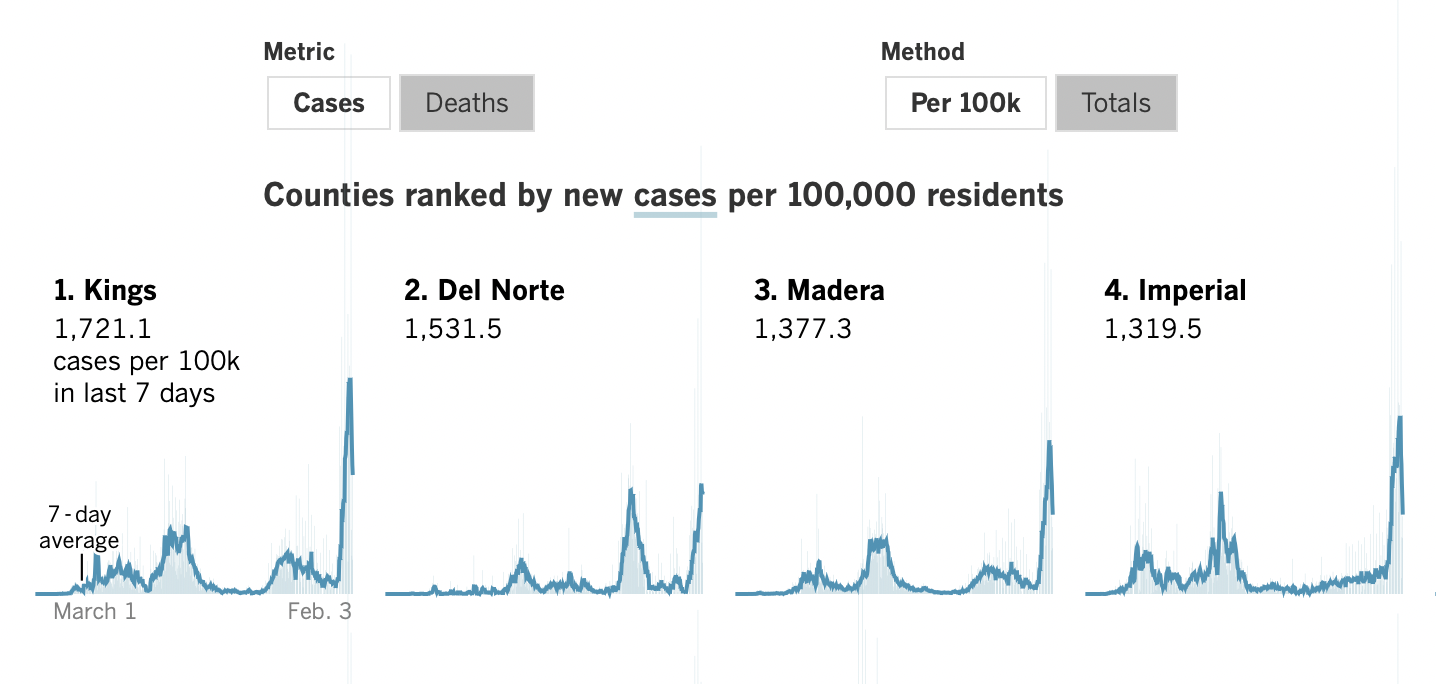 Metric
Method
Cases
Deaths
Per 100k
Totals
Counties ranked by new cases per 100,000 residents
1. Kings
1,721.1
cases per 100k
in last 7 days
7-day
average
March 1
Feb. 3
2. Del Norte
1,531.5
3. Madera
1,377.3
4. Imperial
1,319.5